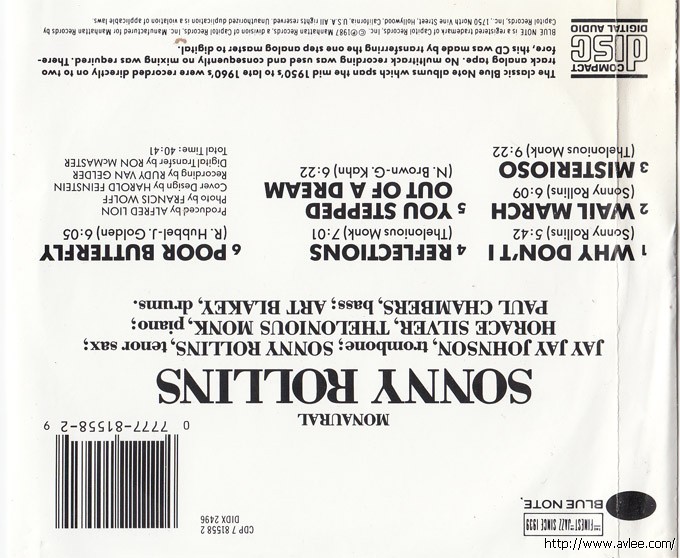 THE FINEST IN JAZZ SINCE 1939
BLUE NOTE.
CDP 7 81558 2
DIDX 2496
0 7777-81558-2 9
MONAURAL
SONNY ROLLINS
JAY JAY JOHNSON, trombone; SONNY ROLLINS, tenor sax;
HORACE SILVER, THELONIOUS MONK, piano;
PAUL CHAMBERS, bass; ART BLAKEY, drums.
1 WHY DON'T I
(Sonny Rollins) 5:42
2 WAIL MARCH
(Sonny Rollins) 6:09
3 MISTERIOSO
(Thelonious Monk) 9:22
4 REFLECTIONS
(Thelonious Monk) 7:01
5 YOU STEPPED
OUT OF A DREAM
(N. Brown-G. Kahn) 6:22
6 POOR BUTTERFLY
(R. Hubbel-J. Golden) 6:05
Produced by ALFRED LION
Photo by FRANCIS WOLFF
Cover Design by HAROLD FEINSTEIN
Recording by RUDY VAN GELDER
Digital Transfer by RON McMASTER
Total Time: 40:41
COMPACT
disc
DIGITAL AUDIO
The classic Blue Note albums which span the mid 1950's to late 1960's were recorded directly on to two
track analog tape. No multitrack recording was used and consequently no mixing was required. There-
fore, this CD was made by transferring the one step analog master to digital.
BLUE NOTE is a registered trademark of Capitol Records, Inc. ℗©1987 Manhattan Records, a division of Capitol Records, Inc. Manufactured for Manhattan Records by
Capitol Records, Inc., 1750 North Vine Street, Hollywood, California, U.S.A. All rights reserved. Unauthorized duplication is a violation of applicable laws.
http://www.avlee.com/